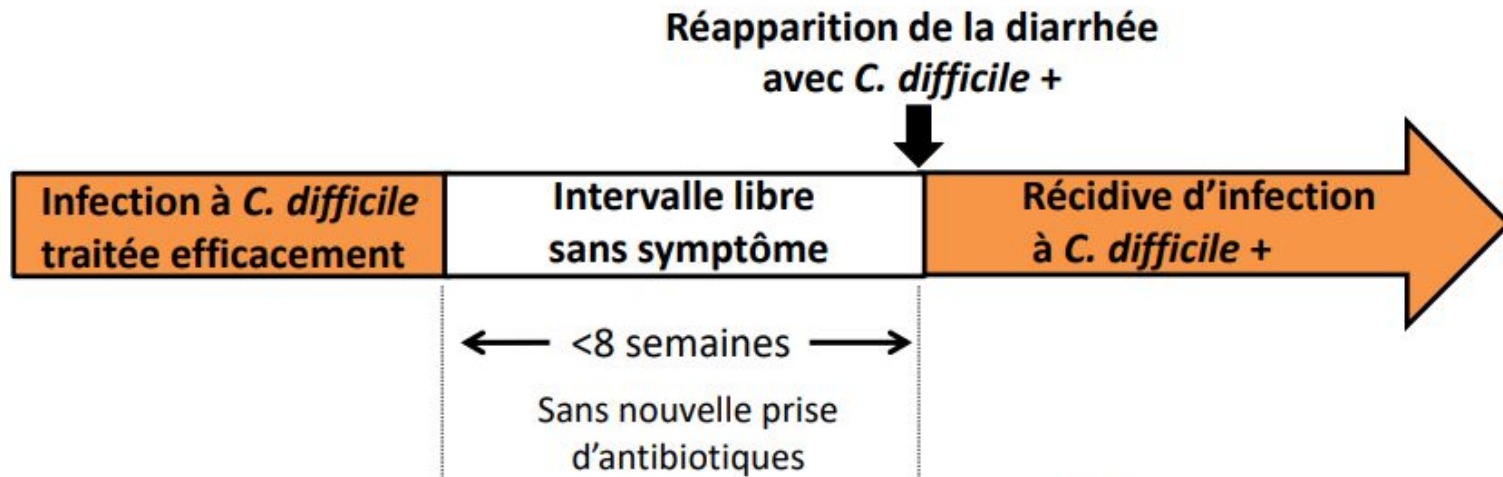 Réapparition de la diarrhée
avec C. difficile +
Infection à C. difficile
traitée efficacement
Intervalle libre
sans symptôme
Récidive d’infection
à C. difficile +
<8 semaines
Sans nouvelle prise
d’antibiotiques